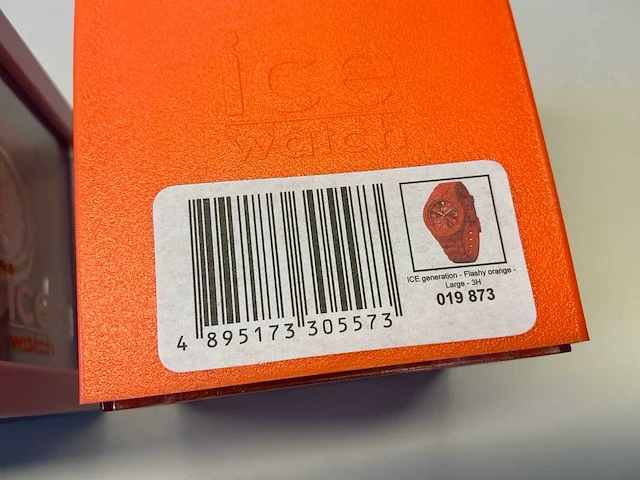 ice
watch
ICE generation - Flashy orange -
Large - 3H
019 873
4 895173 305573
ice
watch